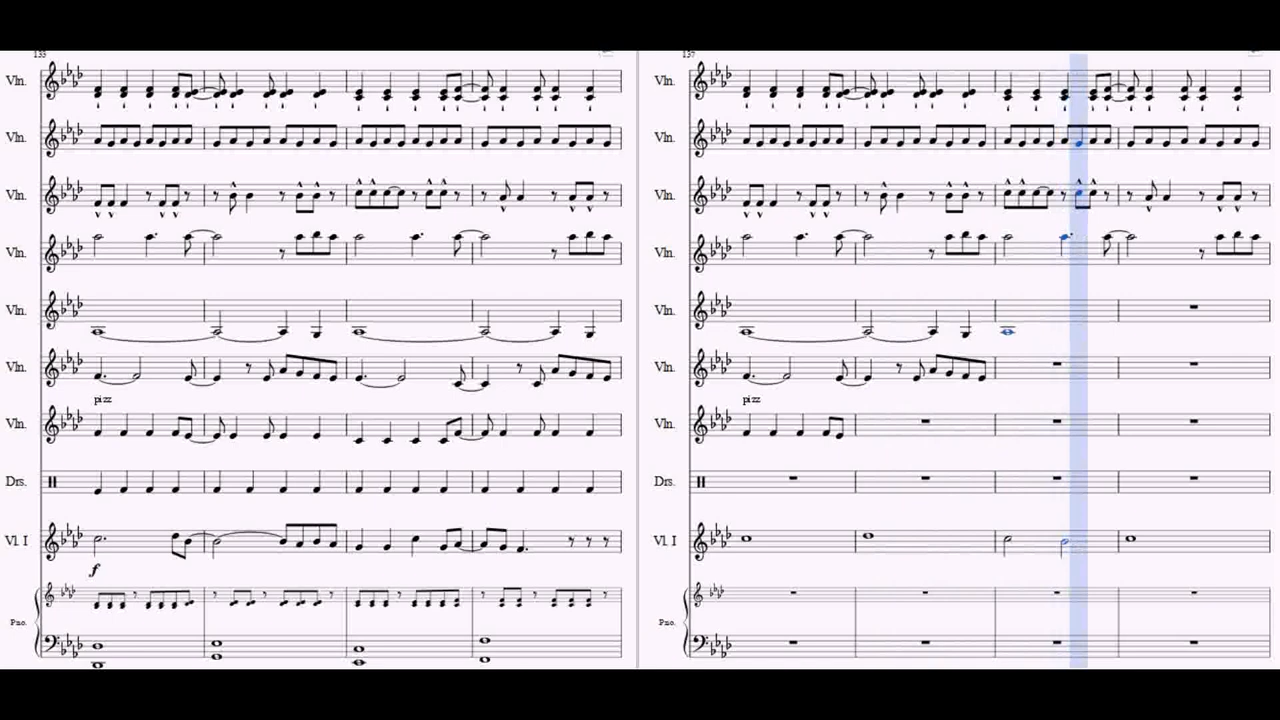 133
137
Vln.
Vln.
Vln.
Vln.
Vln.
Vln.
Vln.
Vln.
Vln.
Vln.
Vln.
Vln.
pizz
pizz
Vln.
Vln.
Drs.
Drs.
Vl. I
Vl. I
f
Pno.
Pno.